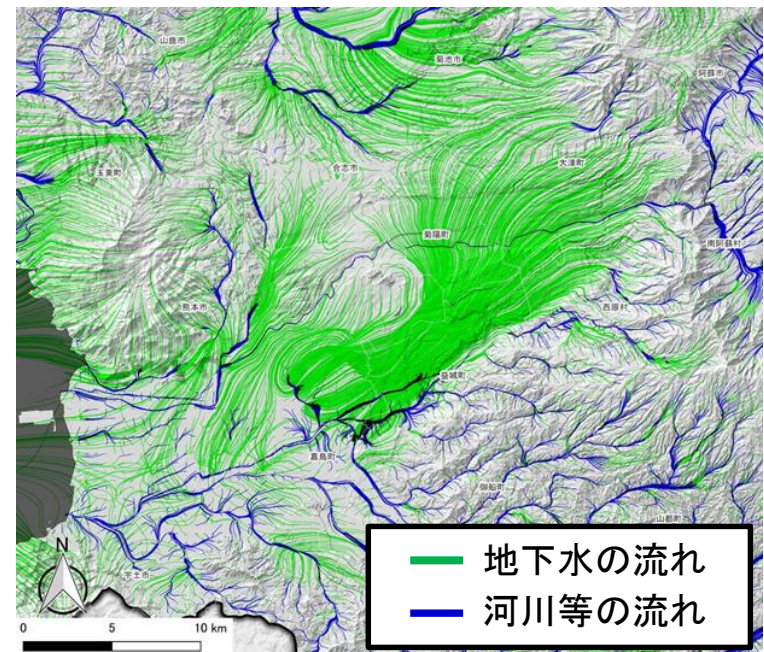 山鹿市
菊池市
阿蘇市
合志市
大津町
玉東町
菊陽町
南阿蘇村
熊本市
西原村
益城町
嘉島町
御船町
山都町
宇土市
N
0 5 10 km
地下水の流れ
河川等の流れ